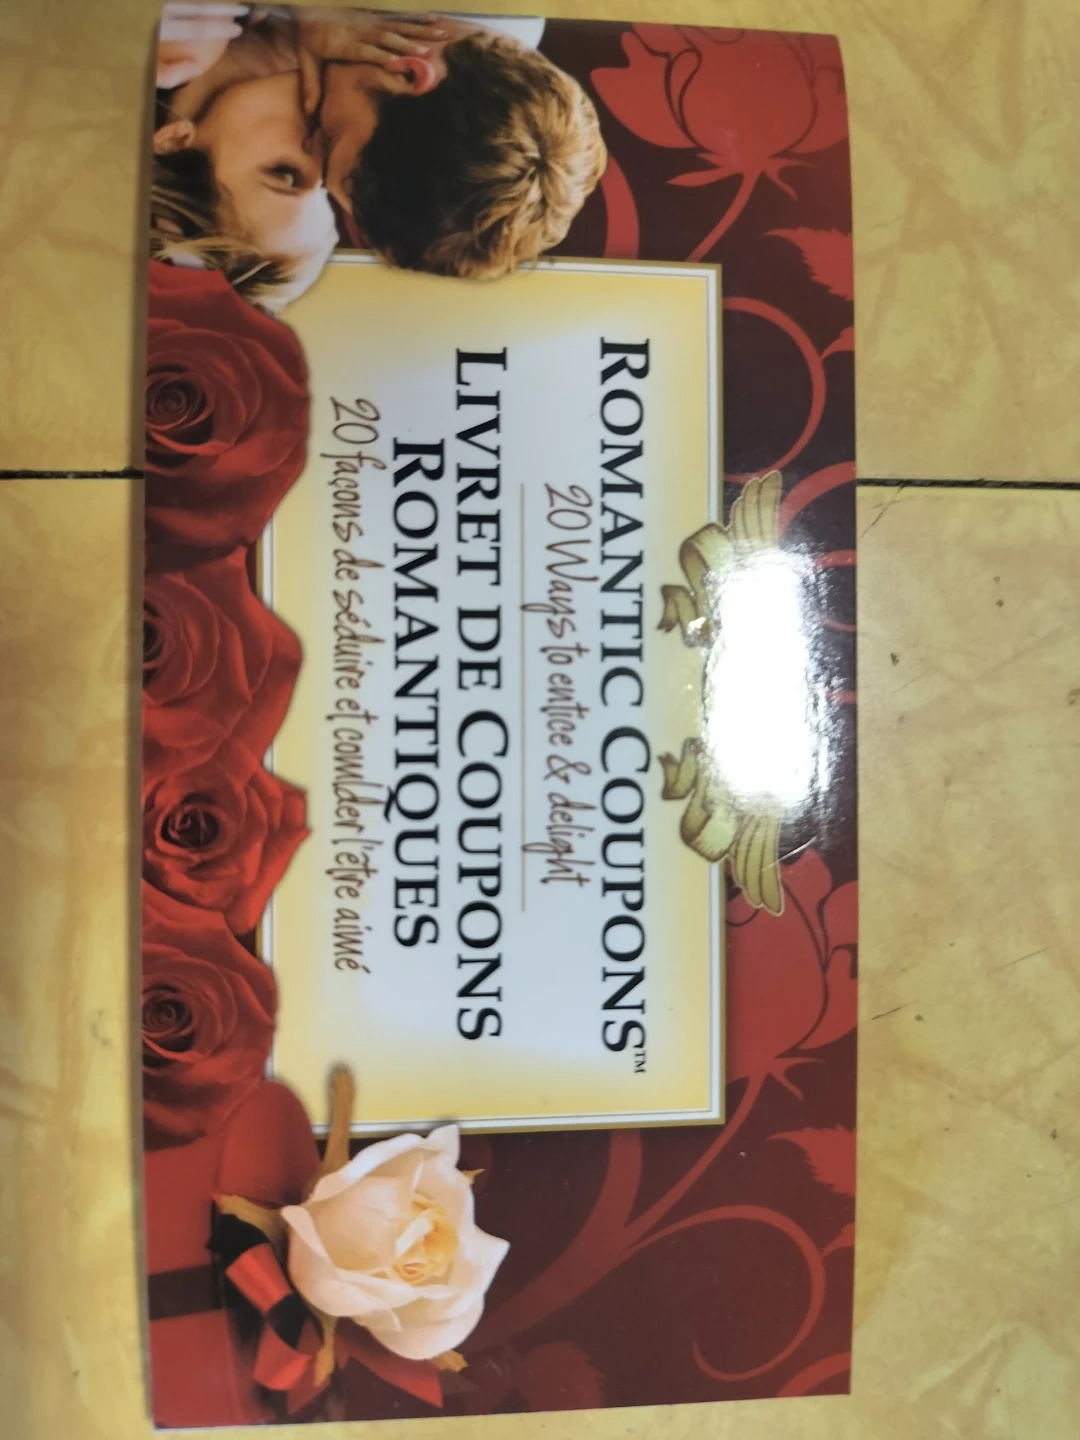 ROMANTIC COUPONS™
20 Ways to entice & delight
LIVRET DE COUPONS
ROMANTIQUES
20 façons de séduire et combler l'être aimé